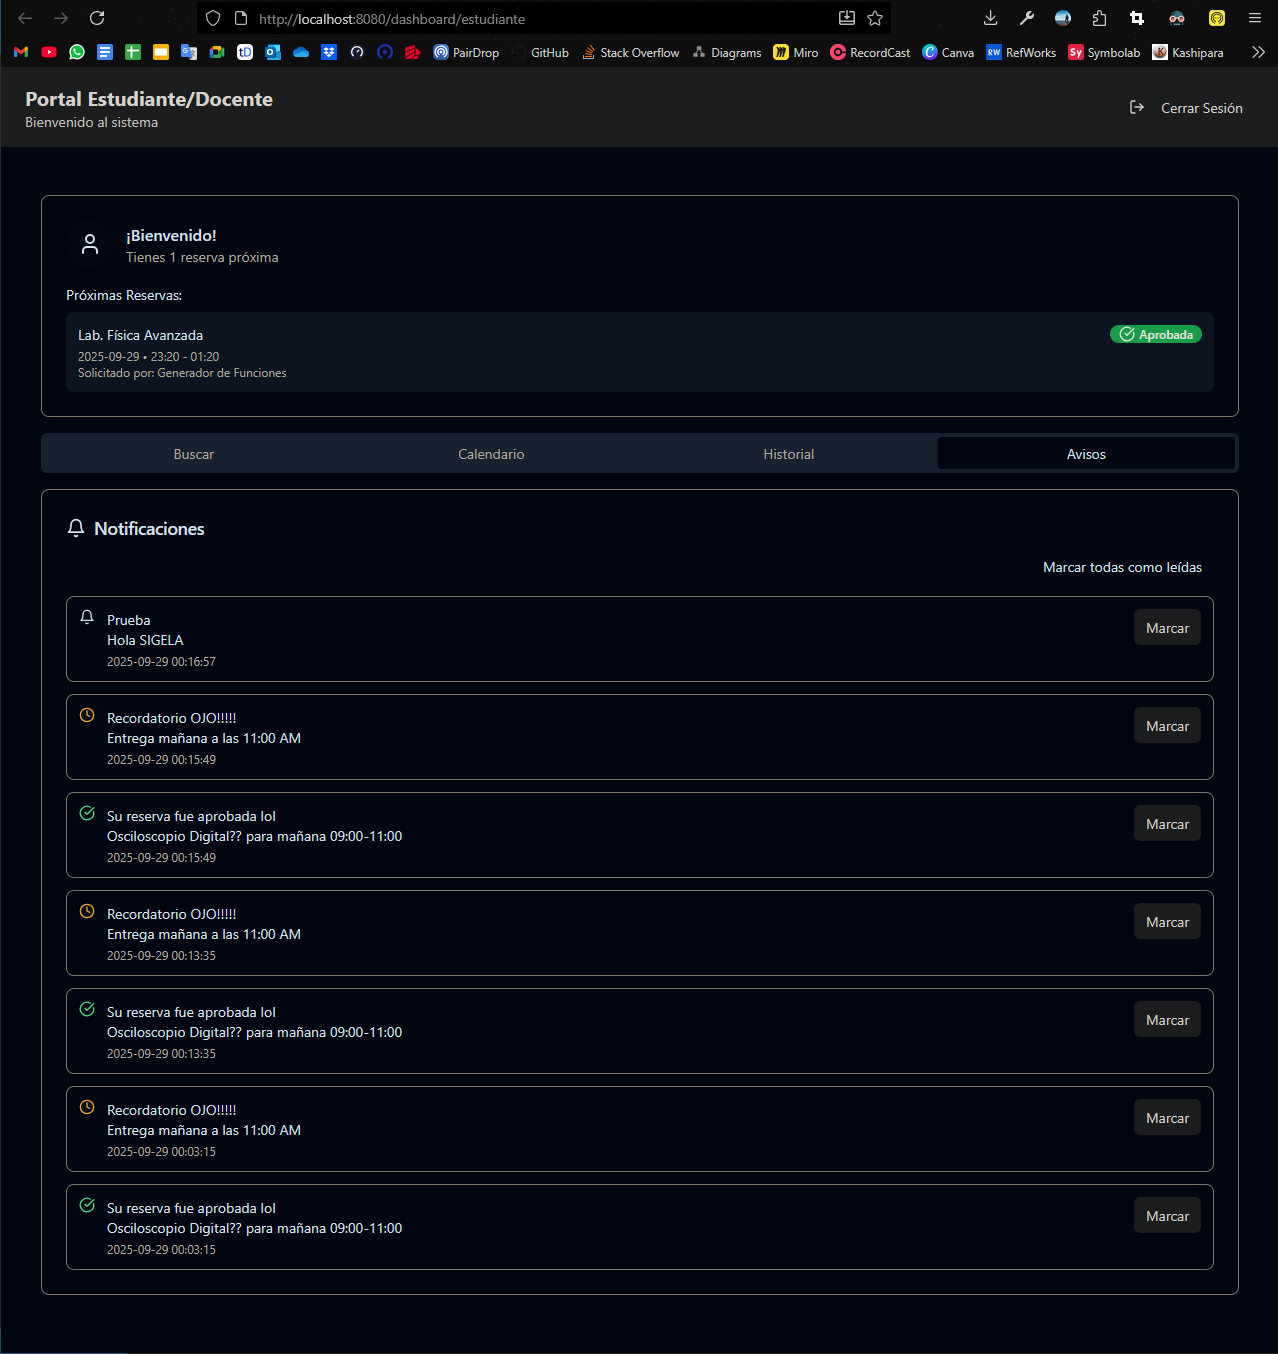 http://localhost:8080/dashboard/estudiante
PairDrop
GitHub
Stack Overflow
Diagrams
Miro
RecordCast
Canva
RefWorks
Symbolab
Kashipara
Portal Estudiante/Docente
Bienvenido al sistema
Cerrar Sesión
¡Bienvenido!
Tienes 1 reserva próxima
Próximas Reservas:
Lab. Física Avanzada
Aprobada
2025-09-29 • 23:20 - 01:20
Solicitado por: Generador de Funciones
Buscar
Calendario
Historial
Avisos
Notificaciones
Marcar todas como leídas
Prueba
Hola SIGELA
2025-09-29 00:16:57
Marcar
Recordatorio OJO!!!!!
Entrega mañana a las 11:00 AM
2025-09-29 00:15:49
Marcar
Su reserva fue aprobada lol
Osciloscopio Digital?? para mañana 09:00-11:00
2025-09-29 00:15:49
Marcar
Recordatorio OJO!!!!!
Entrega mañana a las 11:00 AM
2025-09-29 00:13:35
Marcar
Su reserva fue aprobada lol
Osciloscopio Digital?? para mañana 09:00-11:00
2025-09-29 00:13:35
Marcar
Recordatorio OJO!!!!!
Entrega mañana a las 11:00 AM
2025-09-29 00:03:15
Marcar
Su reserva fue aprobada lol
Osciloscopio Digital?? para mañana 09:00-11:00
2025-09-29 00:03:15
Marcar